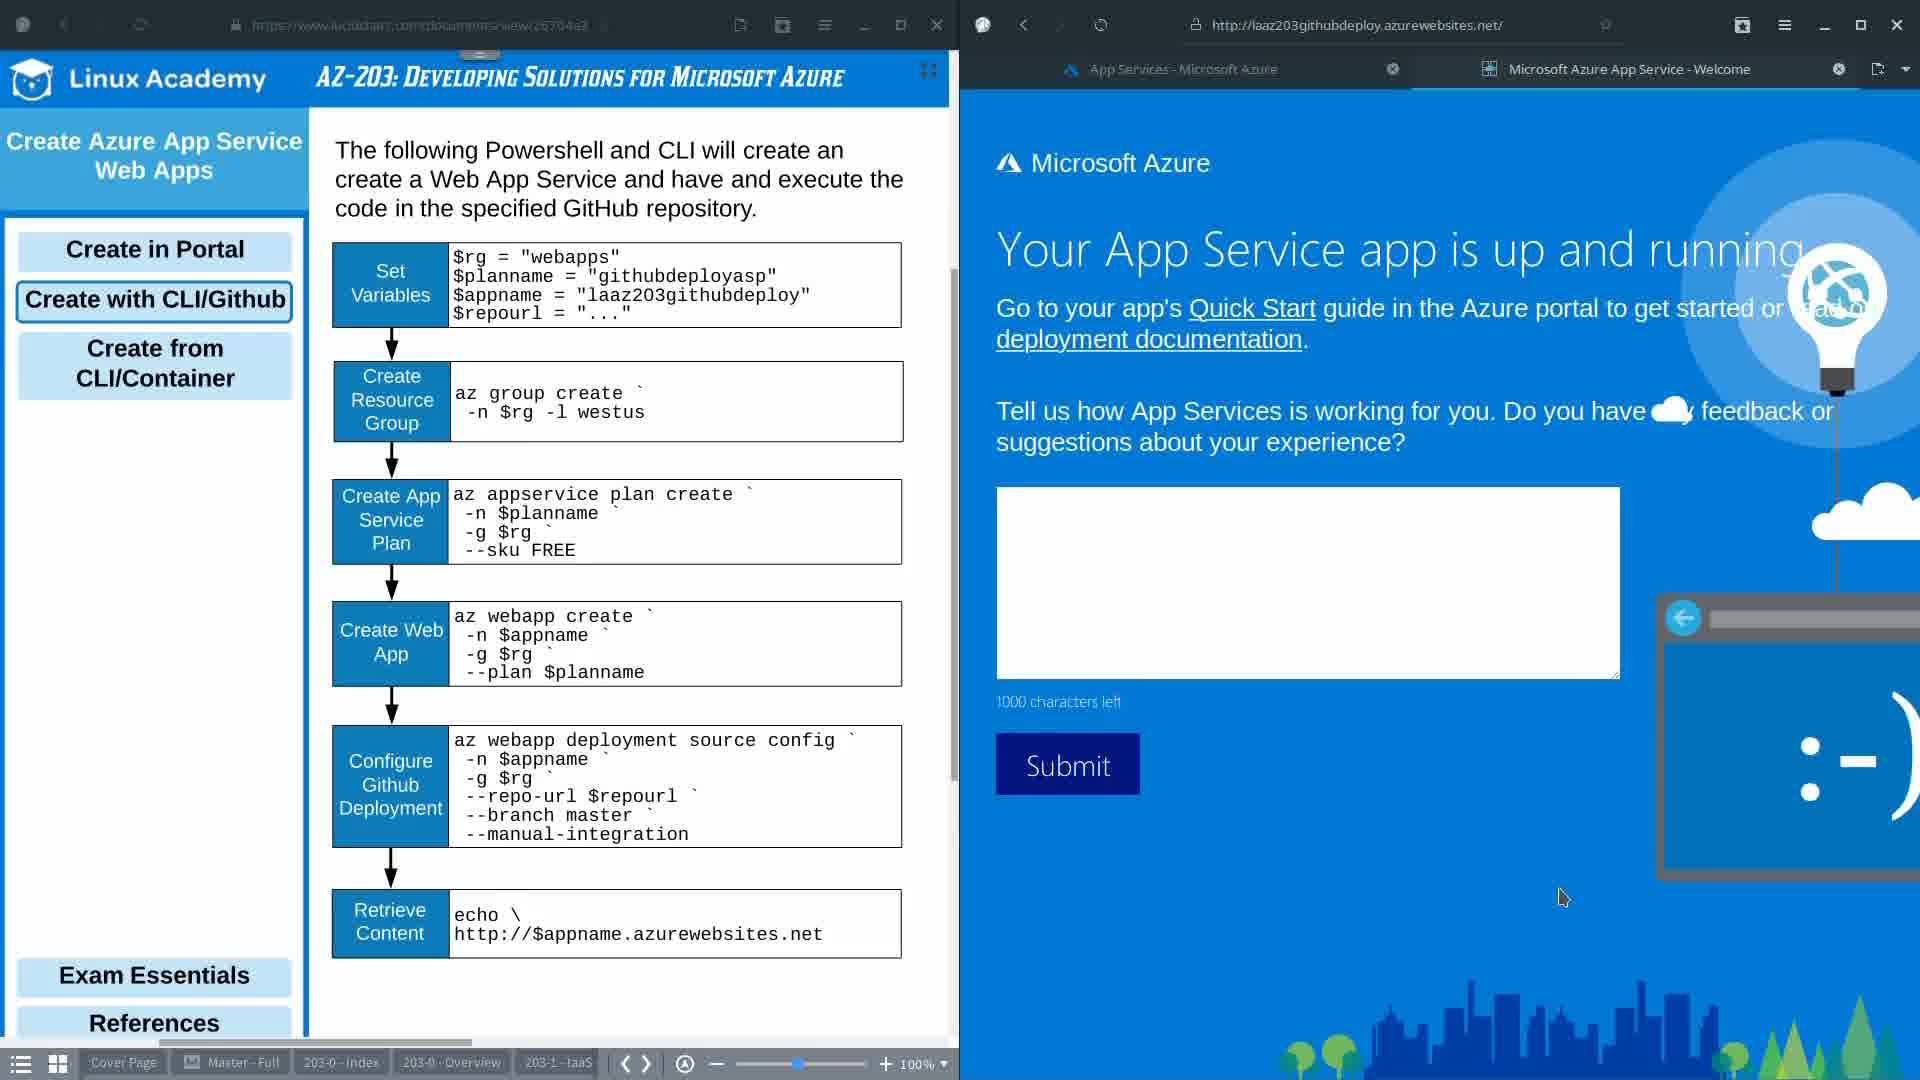 https://www.lucidchart.com/documents/view/26704a3
Linux Academy
AZ-203: Developing Solutions for Microsoft Azure
Create Azure App Service
Web Apps
Create in Portal
Create with CLI/Github
Create from
CLI/Container
Exam Essentials
References
The following Powershell and CLI will create an
create a Web App Service and have and execute the
code in the specified GitHub repository.
Set
Variables
$rg = "webapps"
$planname = "githubdeployasp"
$appname = "laaz203githubdeploy"
$repourl = "..."
Create
Resource
Group
az group create `
-n $rg -l westus
Create App
Service
Plan
az appservice plan create `
-n $planname `
-g $rg `
--sku FREE
Create Web
App
az webapp create `
-n $appname `
-g $rg `
--plan $planname
Configure
Github
Deployment
az webapp deployment source config `
-n $appname `
-g $rg `
--repo-url $repourl `
--branch master `
--manual-integration
Retrieve
Content
echo \
http://$appname.azurewebsites.net
Cover Page
Master - Full
203-0 - Index
203-0 - Overview
203-1 - IaaS
100%
http://laaz203githubdeploy.azurewebsites.net/
App Services - Microsoft Azure
Microsoft Azure App Service - Welcome
Microsoft Azure
Your App Service app is up and running
Go to your app's Quick Start guide in the Azure portal to get started or
deployment documentation.
Tell us how App Services is working for you. Do you have feedback or
suggestions about your experience?
1000 characters left
Submit
:-)